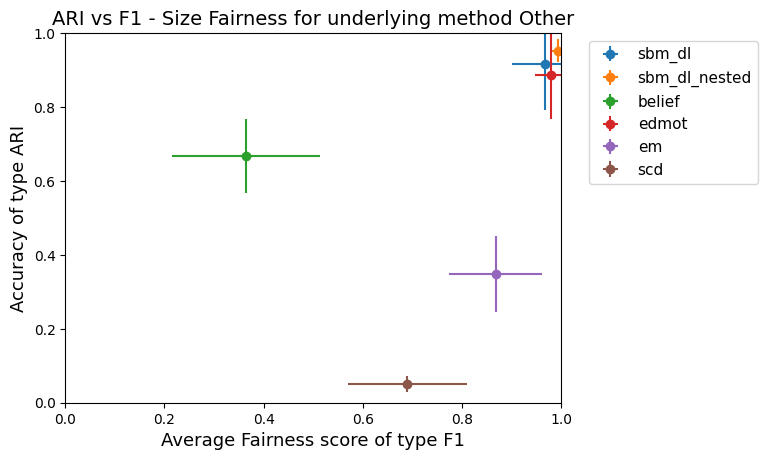 ARI vs F1 - Size Fairness for underlying method Other
1.0
0.8
0.6
0.4
0.2
0.0
Accuracy of type ARI
0.0 0.2 0.4 0.6 0.8 1.0
Average Fairness score of type F1
sbm_dl
sbm_dl_nested
belief
edmot
em
scd